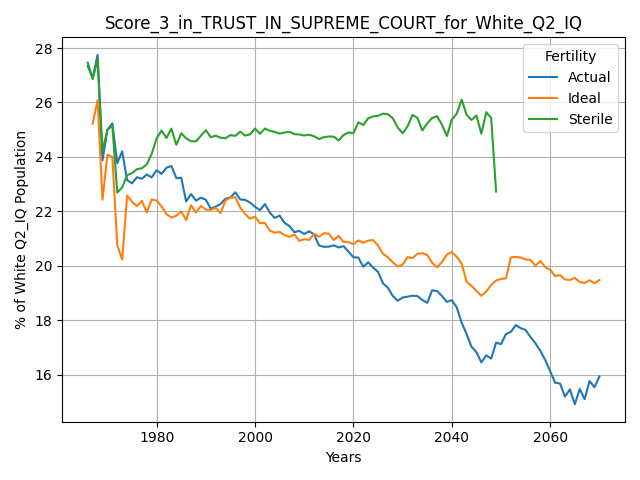 Score_3_in_TRUST_IN_SUPREME_COURT_for_White_Q2_IQ
Fertility
Actual
Ideal
Sterile
28
26
24
22
20
18
16
% of White Q2_IQ Population
1980
2000
2020
2040
2060
Years